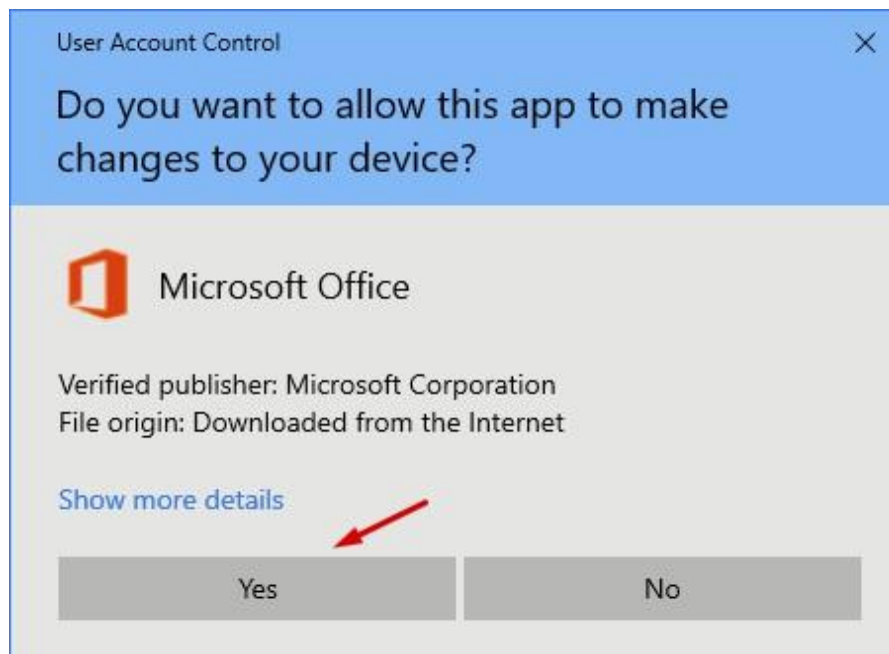 User Account Control
Do you want to allow this app to make
changes to your device?
Microsoft Office
Verified publisher: Microsoft Corporation
File origin: Downloaded from the Internet
Show more details
Yes
No